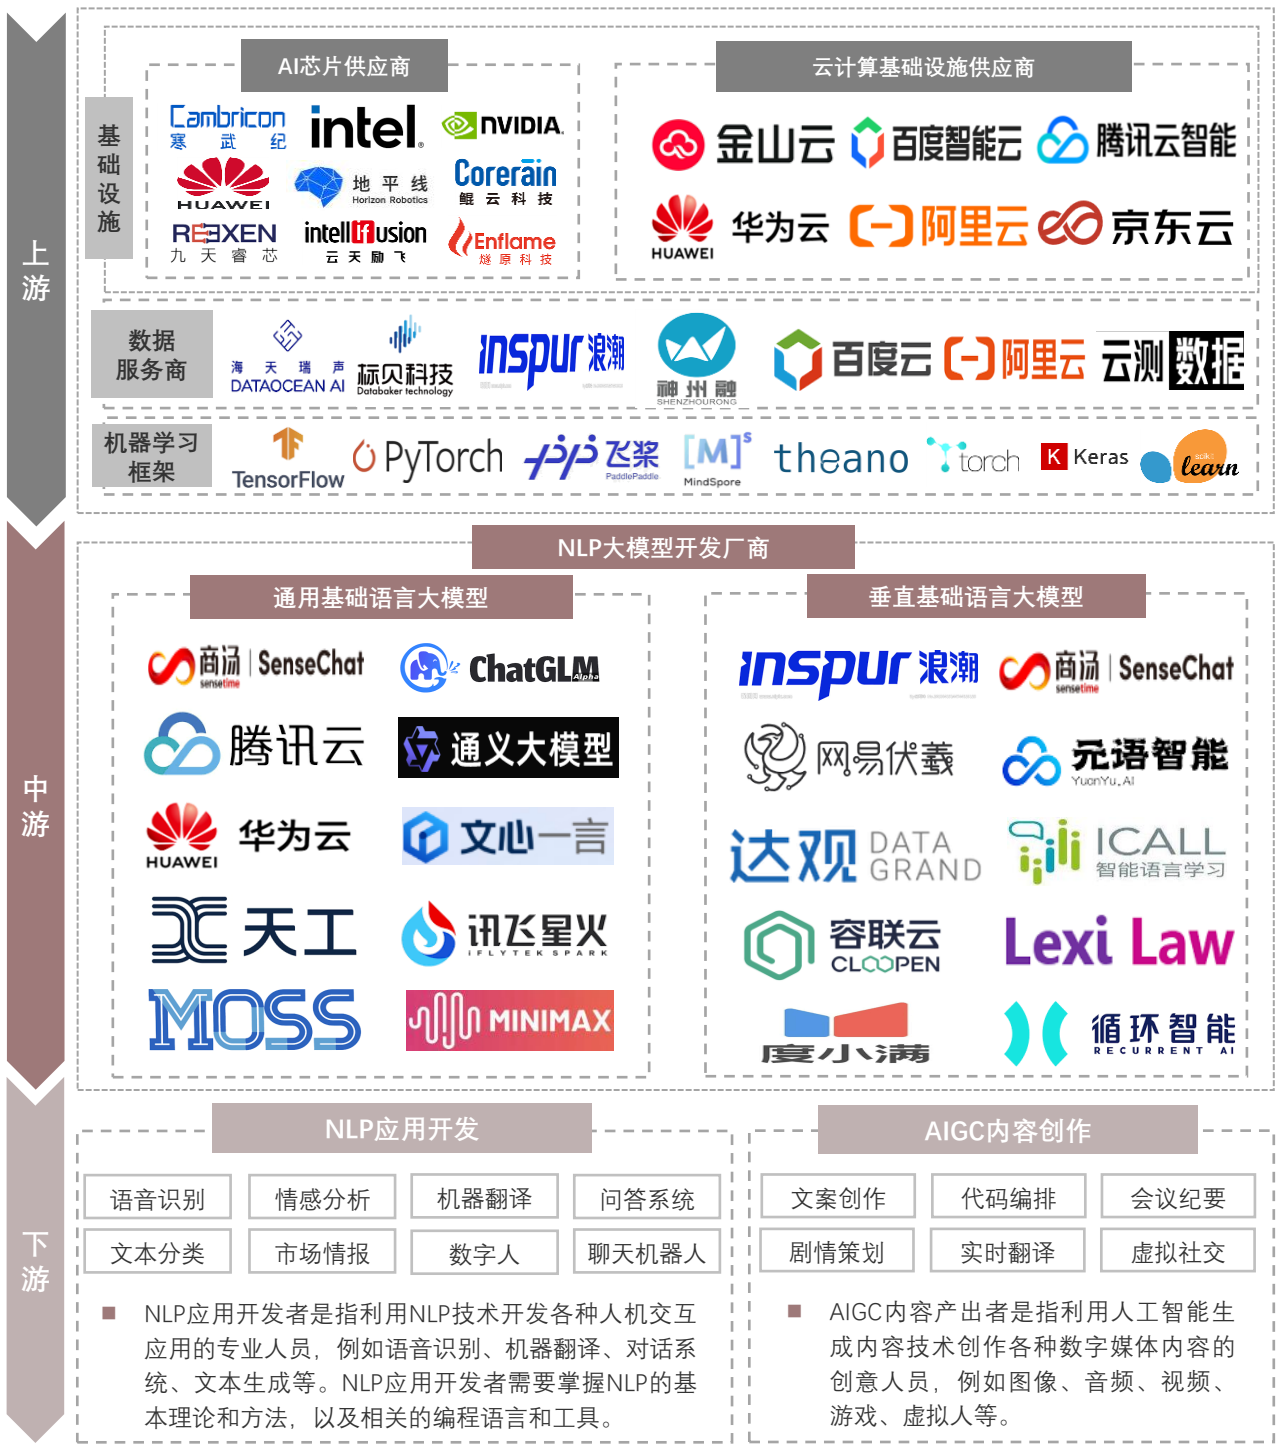 上游
基础设施
AI芯片供应商
Cambricon
寒武纪
intel
NVIDIA
HUAWEI
地平线
Horizon Robotics
Corerain
鲲云科技
REEXEN
九天睿芯
intellifusion
云天励飞
Enflame
燧原科技
云计算基础设施供应商
金山云
百度智能云
腾讯云智能
HUAWEI
华为云
阿里云
京东云
数据
服务商
海天瑞声
DATAOCEAN AI
标贝科技
Databaker technology
inspur 浪潮
神州融
SHENZHOURONG
百度云
阿里云
云测数据
机器学习
框架
TensorFlow
PyTorch
飞桨
PaddlePaddle
[M]s
MindSpore
theano
torch
K Keras
scikit
learn
中游
NLP大模型开发厂商
通用基础语言大模型
商汤 sensetime SenseChat
ChatGLM Alpha
腾讯云
通义大模型
HUAWEI 华为云
文心一言
天工
讯飞星火
IFLYTEK SPARK
MOSS
MINIMAX
垂直基础语言大模型
inspur 浪潮
商汤 sensetime SenseChat
网易伏羲
元语智能
YuanYu.AI
达观 DATA
GRAND
ICALL
智能语言学习
容联云
CLOOPEN
Lexi Law
度小满
循环智能
RECURRENT AI
下游
NLP应用开发
语音识别
情感分析
机器翻译
问答系统
文本分类
市场情报
数字人
聊天机器人
NLP应用开发者是指利用NLP技术开发各种人机交互
应用的专业人员，例如语音识别、机器翻译、对话系
统、文本生成等。NLP应用开发者需要掌握NLP的基
本理论和方法，以及相关的编程语言和工具。
AIGC内容创作
文案创作
代码编排
会议纪要
剧情策划
实时翻译
虚拟社交
AIGC内容产出者是指利用人工智能生
成内容技术创作各种数字媒体内容的
创意人员，例如图像、音频、视频、
游戏、虚拟人等。